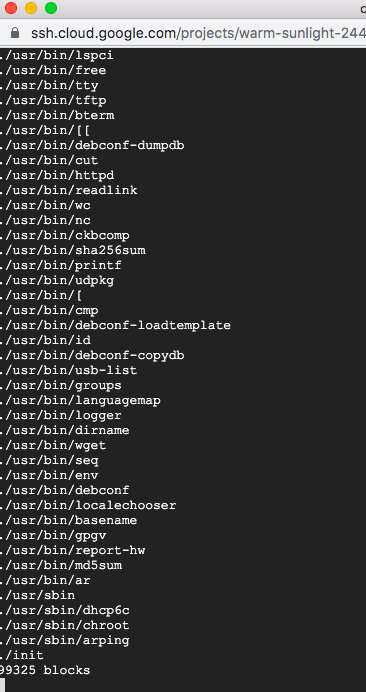 c
ssh.cloud.google.com/projects/warm-sunlight-244
./usr/bin/lspci
./usr/bin/free
./usr/bin/tty
./usr/bin/tftp
./usr/bin/bterm
./usr/bin/[[
./usr/bin/debconf-dumpdb
./usr/bin/cut
./usr/bin/httpd
./usr/bin/readlink
./usr/bin/wc
./usr/bin/nc
./usr/bin/ckbcomp
./usr/bin/sha256sum
./usr/bin/printf
./usr/bin/udpkg
./usr/bin/[
./usr/bin/cmp
./usr/bin/debconf-loadtemplate
./usr/bin/id
./usr/bin/debconf-copydb
./usr/bin/usb-list
./usr/bin/groups
./usr/bin/languagemap
./usr/bin/logger
./usr/bin/dirname
./usr/bin/wget
./usr/bin/seq
./usr/bin/env
./usr/bin/debconf
./usr/bin/localechooser
./usr/bin/basename
./usr/bin/gpgv
./usr/bin/report-hw
./usr/bin/md5sum
./usr/bin/ar
./usr/sbin
./usr/sbin/dhcp6c
./usr/sbin/chroot
./usr/sbin/arping
./init
99325 blocks